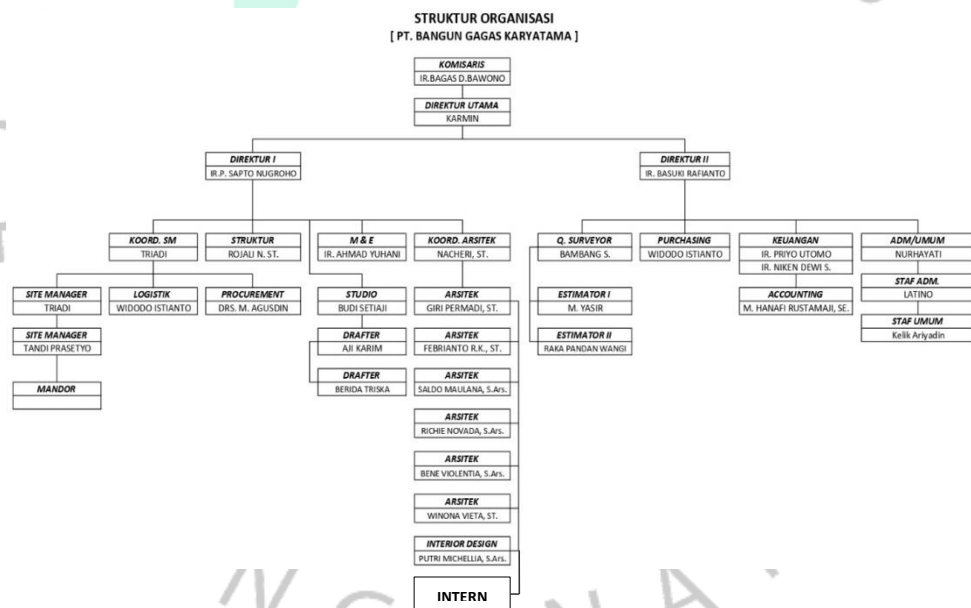 STRUKTUR ORGANISASI
[ PT. BANGUN GAGAS KARYATAMA ]
KOMISARIS
IR.BAGAS D.BAWONO
DIREKTUR UTAMA
KARMIN
DIREKTUR I
IR.P. SAPTO NUGROHO
DIREKTUR II
IR. BASUKI RAFIANTO
KOORD. SM
TRIADI
STRUKTUR
ROJALI N. ST.
M & E
IR. AHMAD YUHANI
KOORD. ARSITEK
NACHERI, ST.
Q. SURVEYOR
BAMBANG S.
PURCHASING
WIDODO ISTIANTO
KEUANGAN
IR. PRIYO UTOMO
IR. NIKEN DEWI S.
ADM/UMUM
NURHAYATI
SITE MANAGER
TRIADI
LOGISTIK
WIDODO ISTIANTO
PROCUREMENT
DRS. M. AGUSDIN
STUDIO
BUDI SETIAJI
ARSITEK
GIRI PERMADI, ST.
ESTIMATOR I
M. YASIR
ACCOUNTING
M. HANAFI RUSTAMAJI, SE.
STAF ADM.
LATINO
SITE MANAGER
TANDI PRASETYO
DRAFTER
AJI KARIM
ARSITEK
FEBRIANTO R.K., ST.
ESTIMATOR II
RAKA PANDAN WANGI
STAF UMUM
Kelik Ariyadin
MANDOR
DRAFTER
BERIDA TRISKA
ARSITEK
SALDO MAULANA, S.Ars.
ARSITEK
RICHIE NOVADA, S.Ars.
ARSITEK
BENE VIOLENTIA, S.Ars.
ARSITEK
WINONA VIETA, ST.
INTERIOR DESIGN
PUTRI MICHELLIA, S.Ars.
INTERN